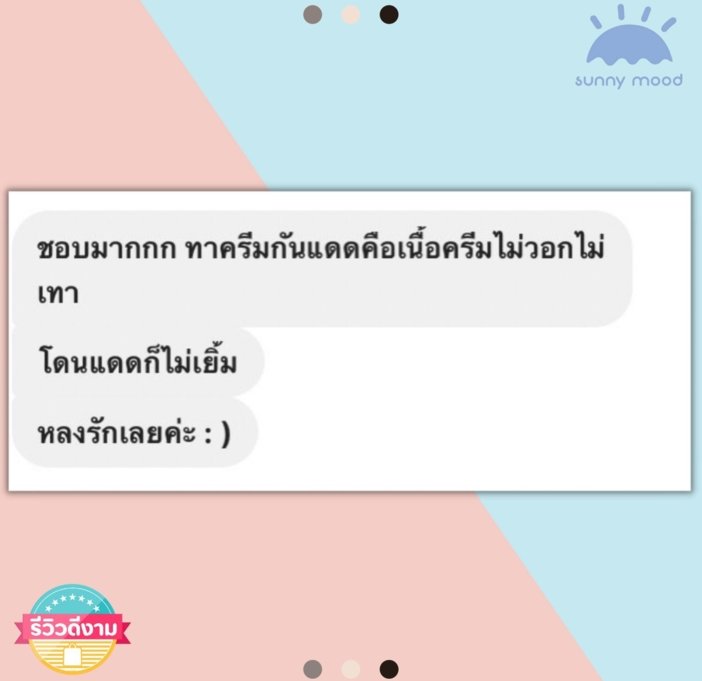 sunny mood
ชอบมากกก ทาครีมกันแดดคือเนื้อครีมไม่วอกไม่
เทา
โดนแดดก็ไม่เยิ้ม
หลงรักเลยค่ะ : )
รีวิวดีงาม